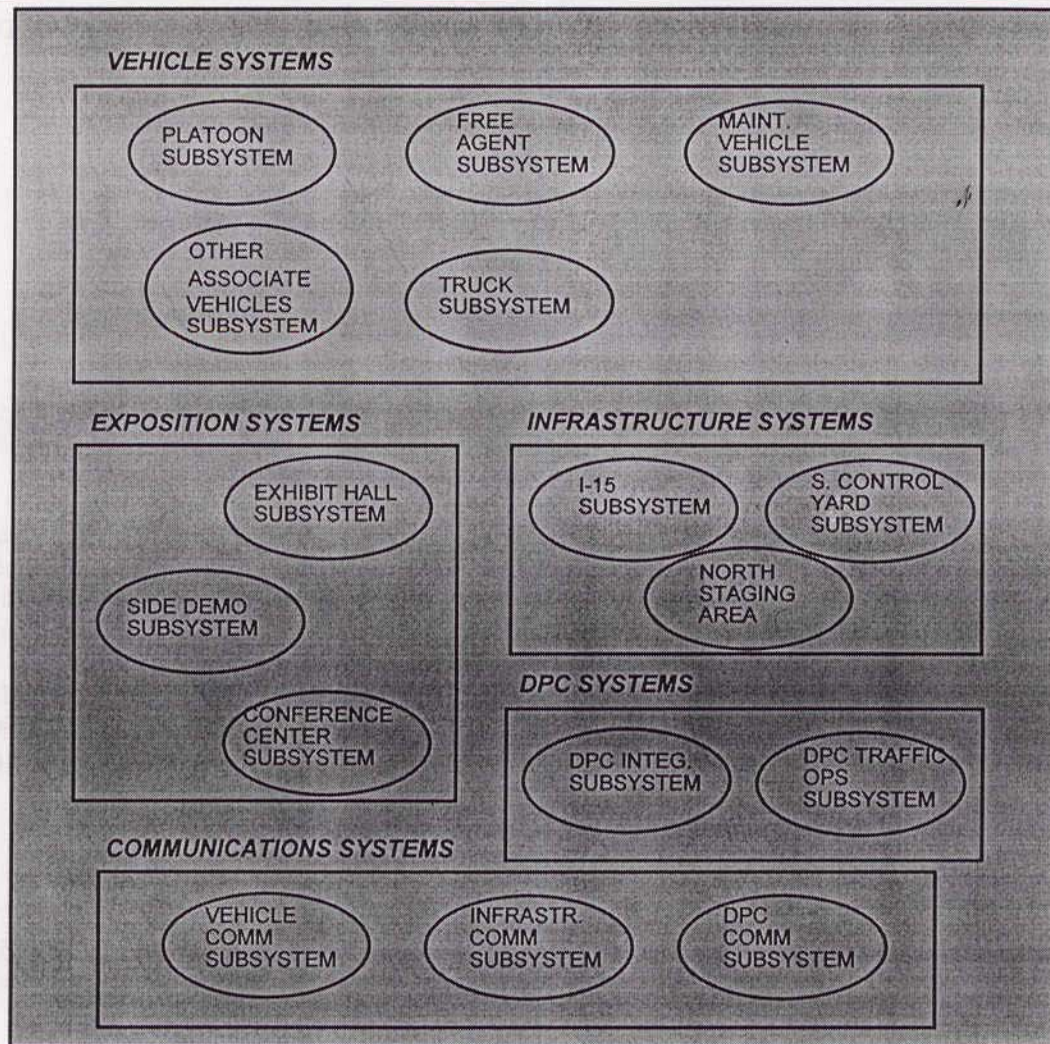 VEHICLE SYSTEMS
PLATOON
SUBSYSTEM
FREE
AGENT
SUBSYSTEM
MAINT.
VEHICLE
SUBSYSTEM
OTHER
ASSOCIATE
VEHICLES
SUBSYSTEM
TRUCK
SUBSYSTEM
EXPOSITION SYSTEMS
EXHIBIT HALL
SUBSYSTEM
SIDE DEMO
SUBSYSTEM
CONFERENCE
CENTER
SUBSYSTEM
INFRASTRUCTURE SYSTEMS
I-15
SUBSYSTEM
S. CONTROL
YARD
SUBSYSTEM
NORTH
STAGING
AREA
DPC SYSTEMS
DPC INTEG.
SUBSYSTEM
DPC TRAFFIC
OPS
SUBSYSTEM
COMMUNICATIONS SYSTEMS
VEHICLE
COMM
SUBSYSTEM
INFRASTR.
COMM
SUBSYSTEM
DPC
COMM
SUBSYSTEM